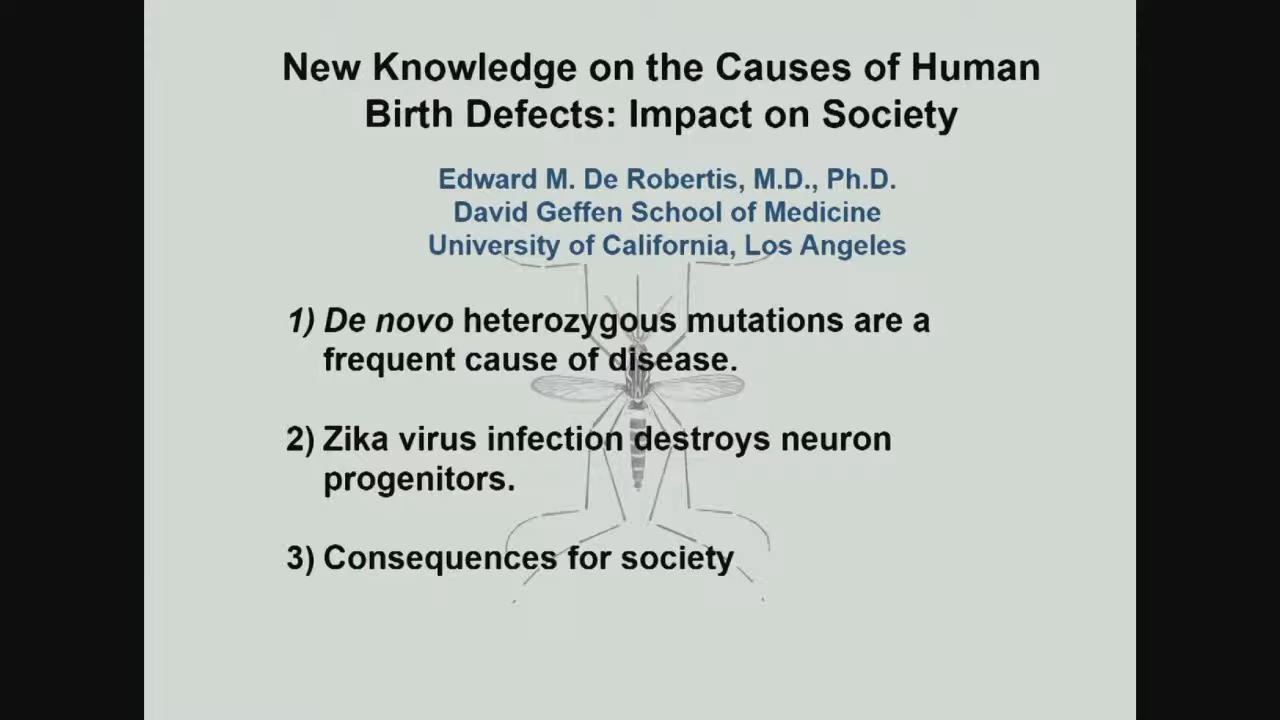 New Knowledge on the Causes of Human
Birth Defects: Impact on Society
Edward M. De Robertis, M.D., Ph.D.
David Geffen School of Medicine
University of California, Los Angeles
1) De novo heterozygous mutations are a
frequent cause of disease.
2) Zika virus infection destroys neuron
progenitors.
3) Consequences for society